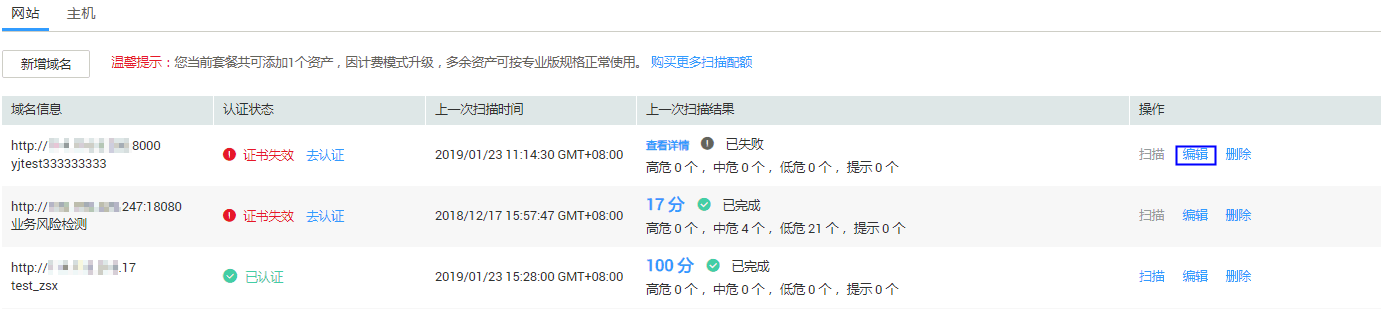 网站 主机
新增域名 温馨提示：您当前套餐共可添加1个资产，因计费模式升级，多余资产可按专业版规格正常使用。 购买更多扫描配额
域名信息 认证状态 上一次扫描时间 上一次扫描结果 操作
http:// 8000
yjtest333333333
证书失效 去认证
2019/01/23 11:14:30 GMT+08:00
查看详情 已失败
高危 0 个 ，中危 0 个 ，低危 0 个 ，提示 0 个
扫描 编辑 删除
http:// .247:18080
业务风险检测
证书失效 去认证
2018/12/17 15:57:47 GMT+08:00
17 分 已完成
高危 0 个 ，中危 4 个 ，低危 21 个 ，提示 0 个
扫描 编辑 删除
http:// .17
test_zsx
已认证
2019/01/23 15:28:00 GMT+08:00
100 分 已完成
高危 0 个 ，中危 0 个 ，低危 0 个 ，提示 0 个
扫描 编辑 删除